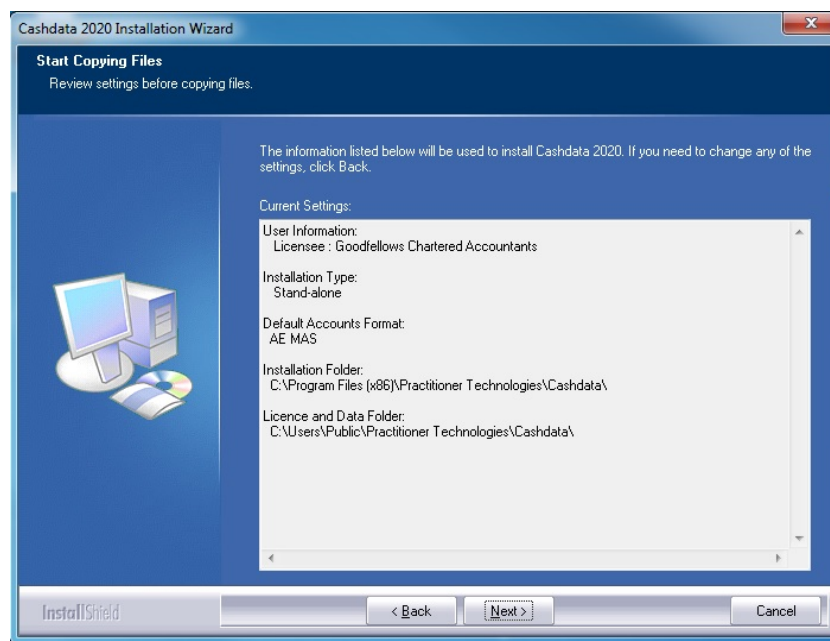 Cashdata 2020 Installation Wizard
Start Copying Files
Review settings before copying files.
The information listed below will be used to install Cashdata 2020. If you need to change any of the
settings, click Back.
Current Settings:
User Information:
Licensee : Goodfellows Chartered Accountants
Installation Type:
Stand-alone
Default Accounts Format:
AE MAS
Installation Folder:
C:\Program Files (x86)\Practitioner Technologies\Cashdata\
Licence and Data Folder:
C:\Users\Public\Practitioner Technologies\Cashdata\
InstallShield
< Back
Next >
Cancel